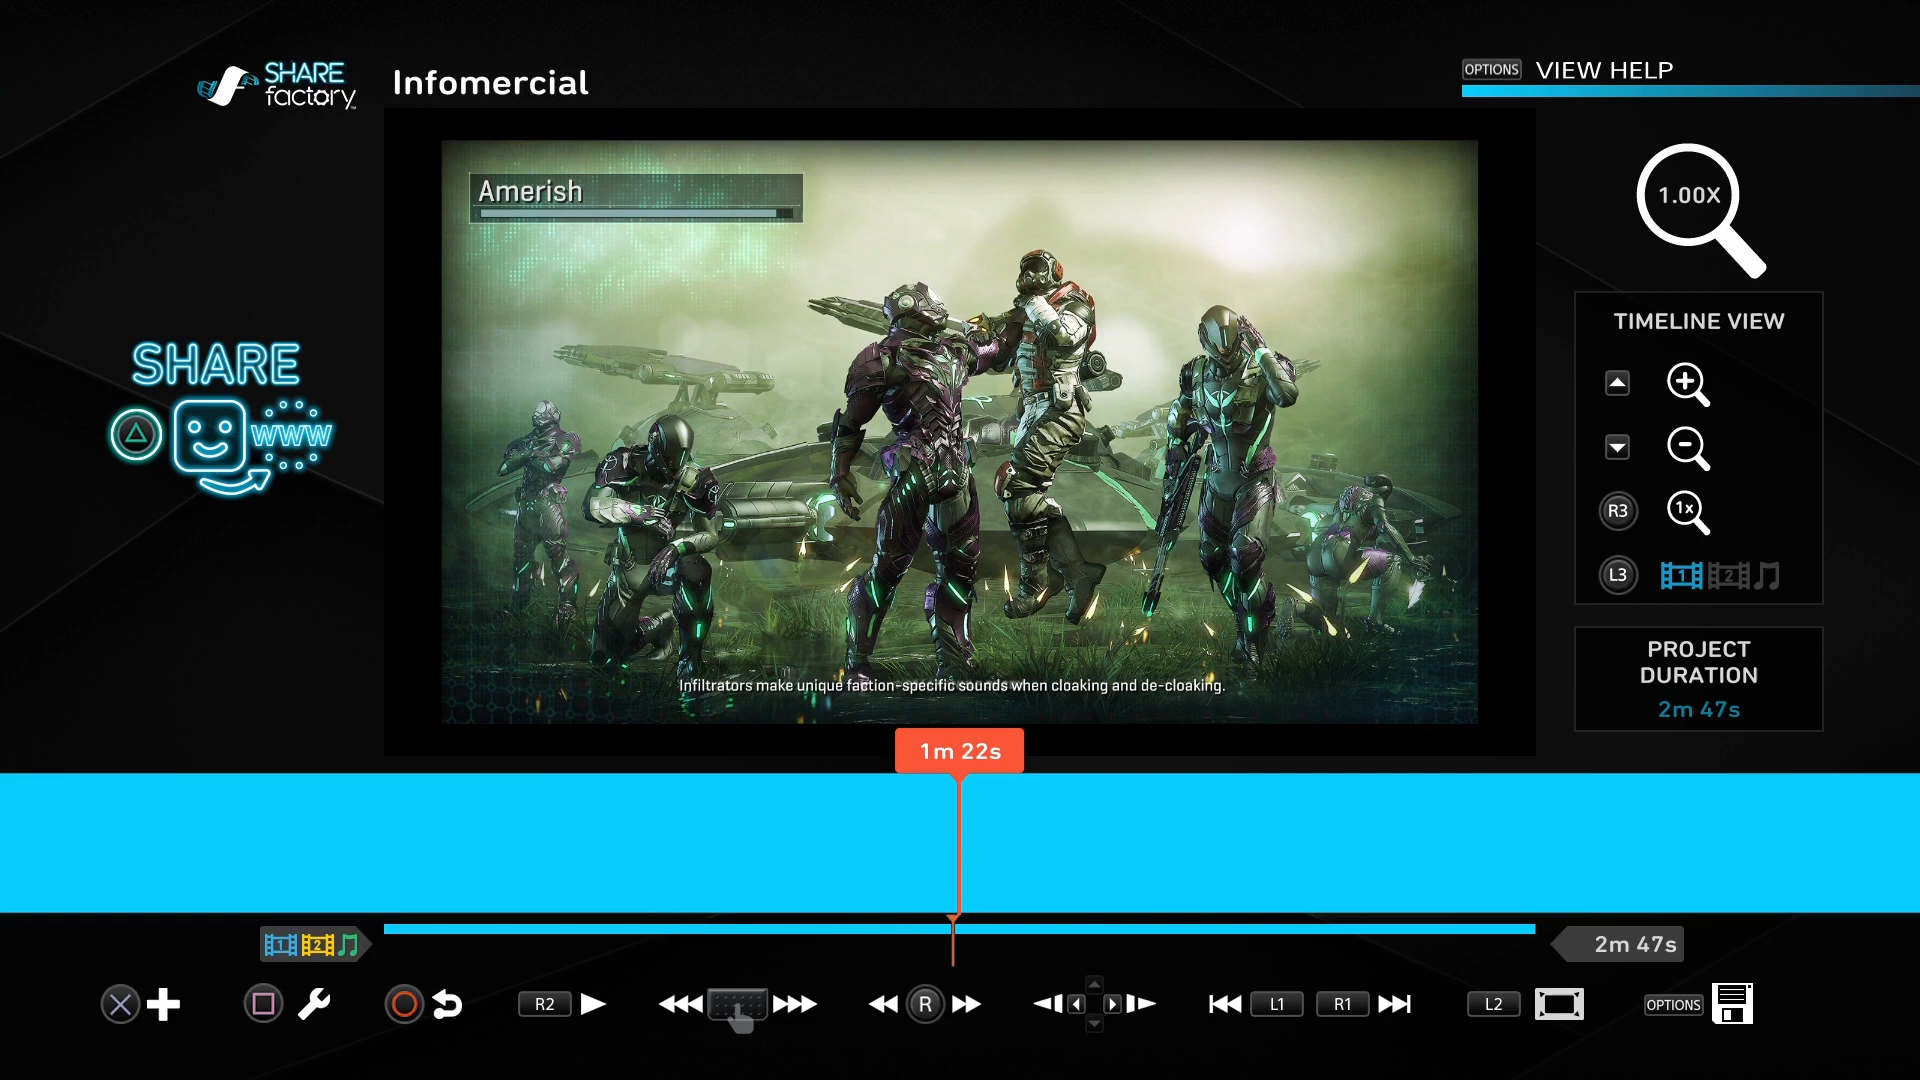 SHARE
factory™
Infomercial
OPTIONS VIEW HELP
Amerish
1.00X
TIMELINE VIEW
SHARE
www
1x
R3
L3
1 2
Infiltrators make unique faction-specific sounds when cloaking and de-cloaking.
PROJECT
DURATION
2m 47s
1m 22s
1 2
2m 47s
R2
R
L1
R1
L2
OPTIONS